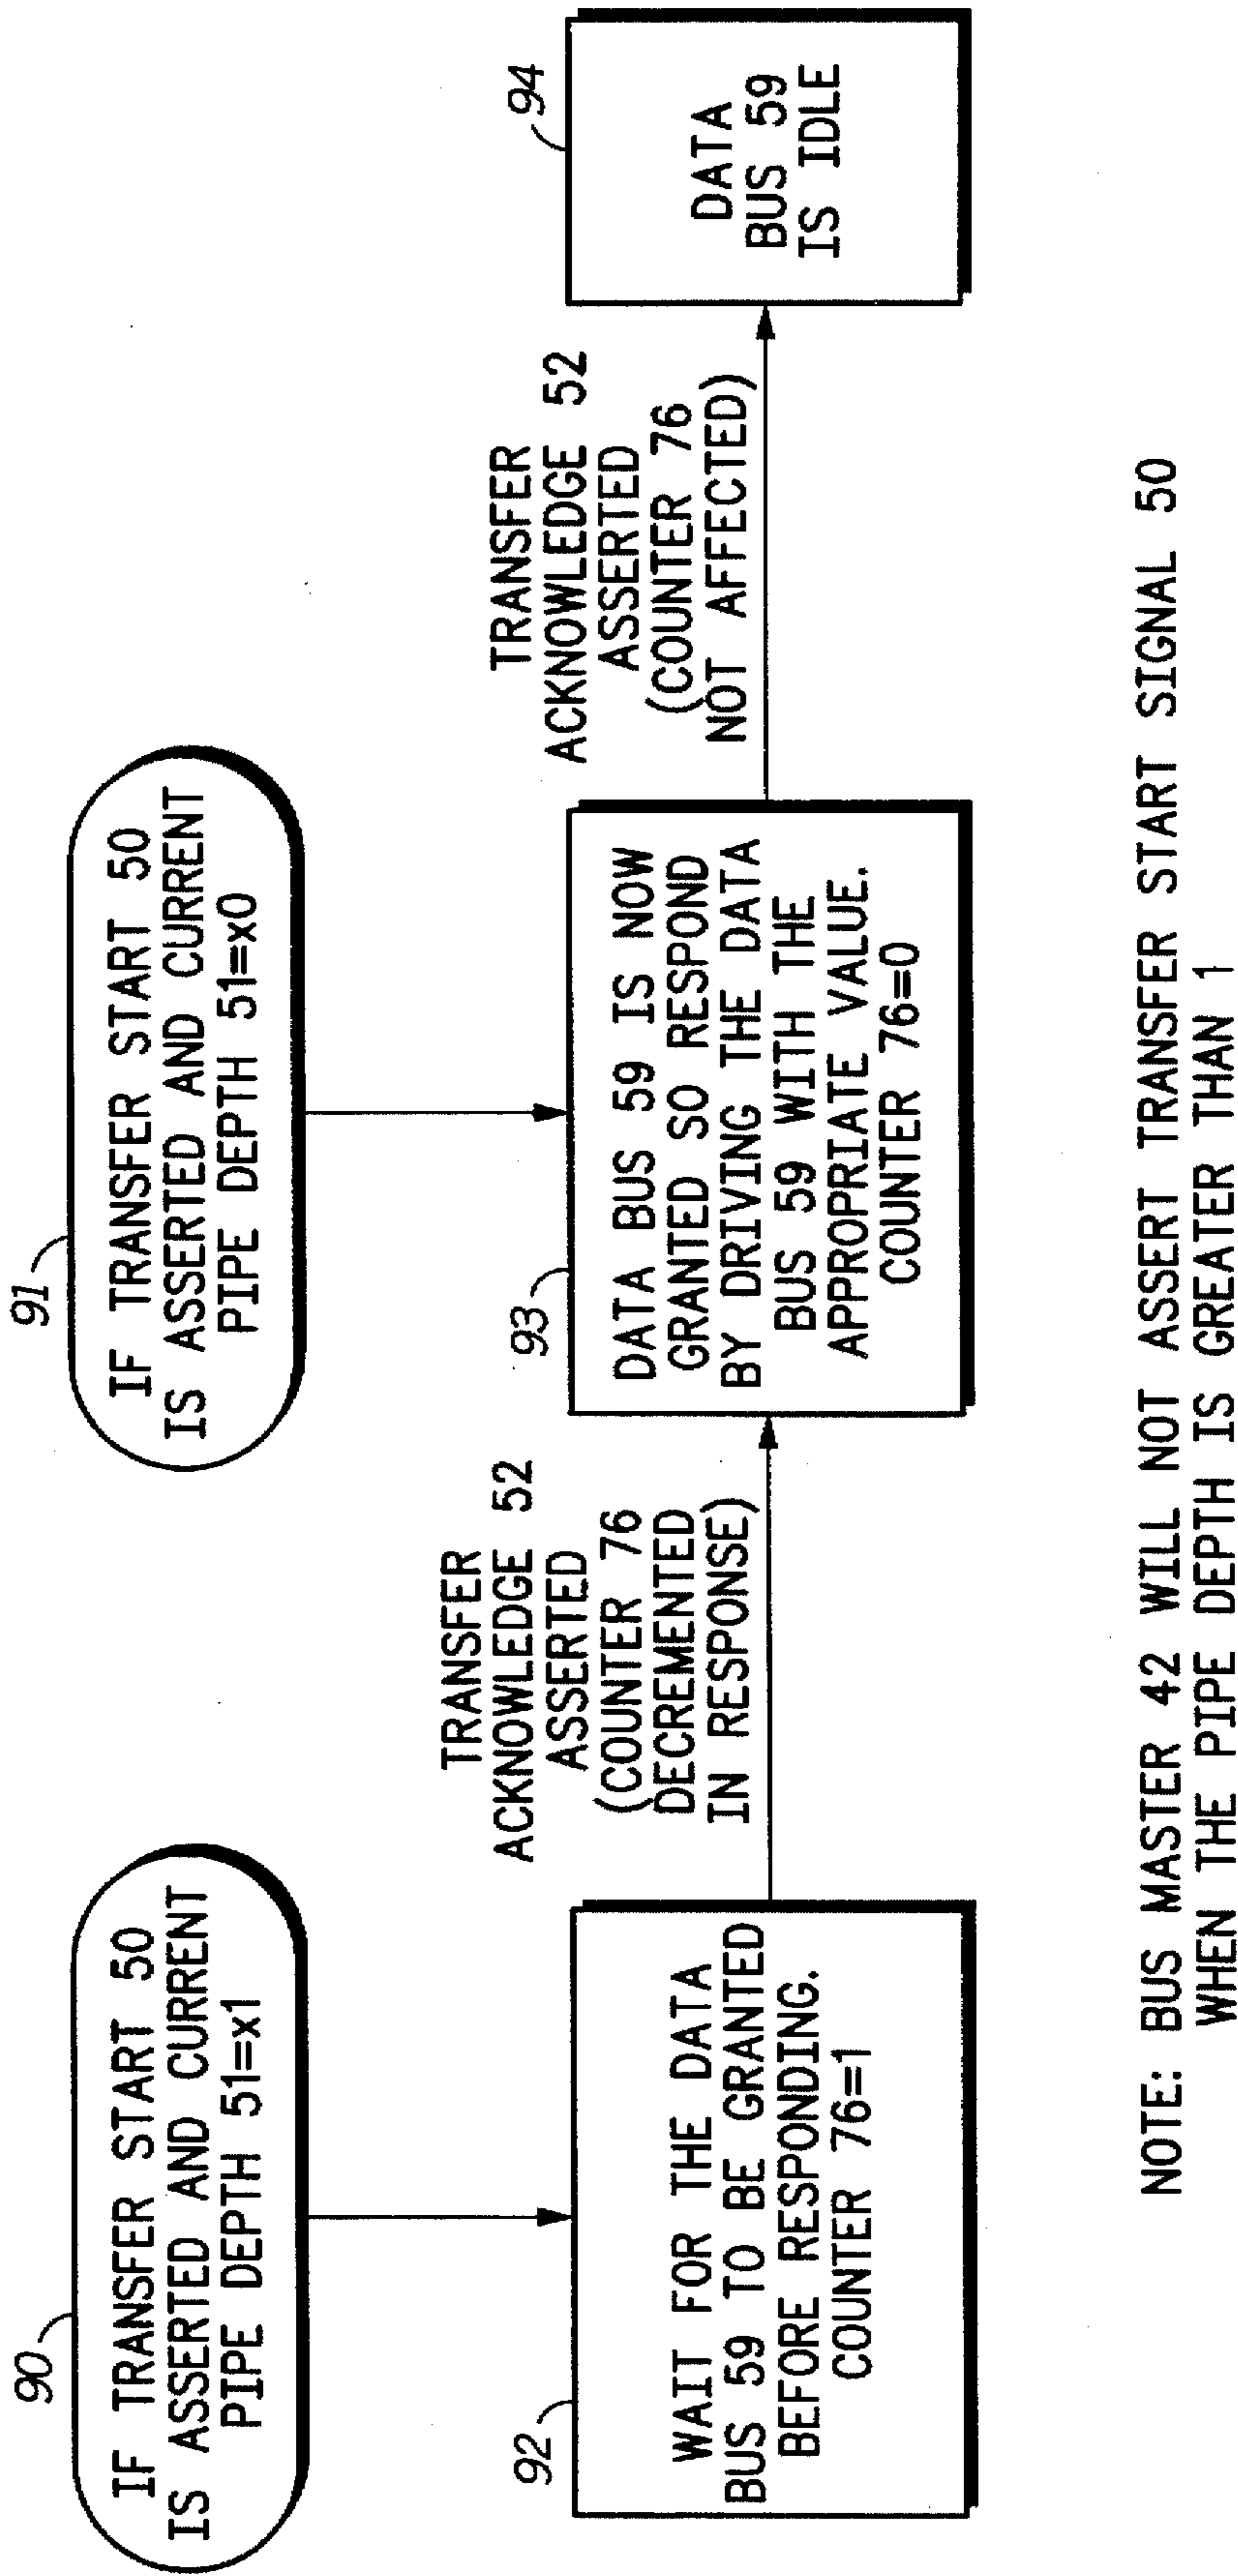 90
IF TRANSFER START 50
IS ASSERTED AND CURRENT
PIPE DEPTH 51=x1
91
IF TRANSFER START 50
IS ASSERTED AND CURRENT
PIPE DEPTH 51=x0
92
WAIT FOR THE DATA
BUS 59 TO BE GRANTED
BEFORE RESPONDING.
COUNTER 76=1
TRANSFER
ACKNOWLEDGE 52
ASSERTED
(COUNTER 76
DECREMENTED
IN RESPONSE)
93
DATA BUS 59 IS NOW
GRANTED SO RESPOND
BY DRIVING THE DATA
BUS 59 WITH THE
APPROPRIATE VALUE.
COUNTER 76=0
TRANSFER
ACKNOWLEDGE 52
ASSERTED
(COUNTER 76
NOT AFFECTED)
94
DATA
BUS 59
IS IDLE
NOTE: BUS MASTER 42 WILL NOT ASSERT TRANSFER START SIGNAL 50
WHEN THE PIPE DEPTH IS GREATER THAN 1